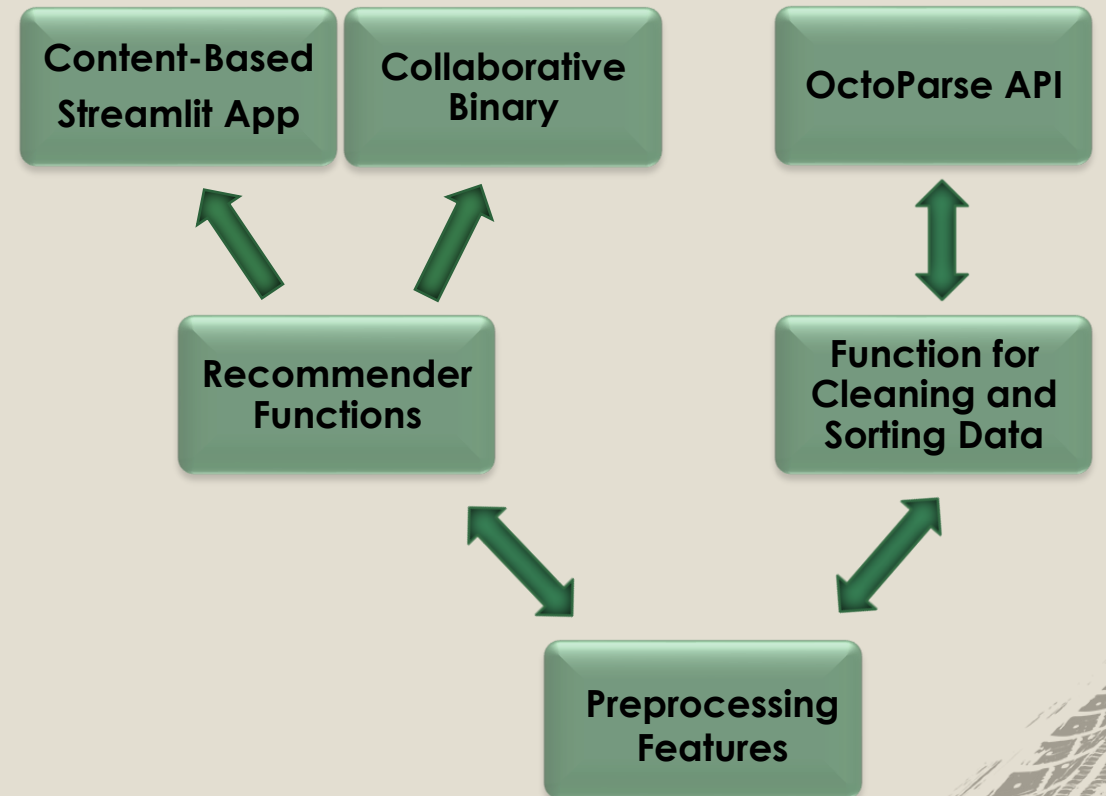 Content-Based
Streamlit App
Collaborative
Binary
OctoParse API
Recommender
Functions
Function for
Cleaning and
Sorting Data
Preprocessing
Features